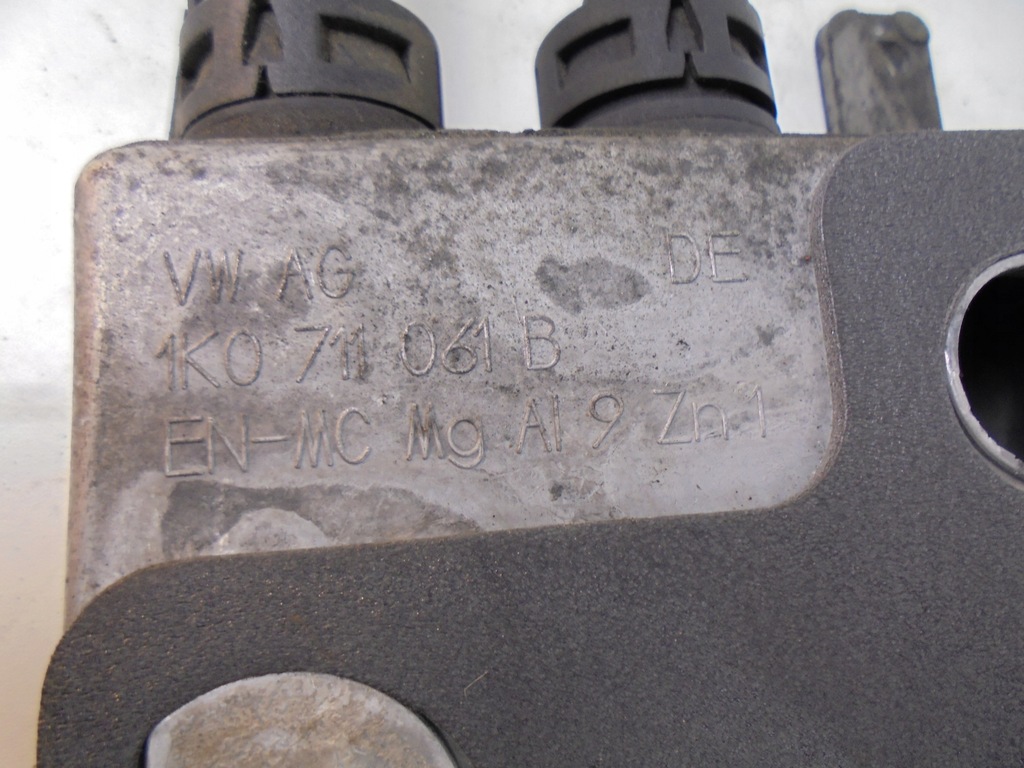 VW AG DE
1K0 711 061 B
EN-MC Mg Al 9 Zn 1